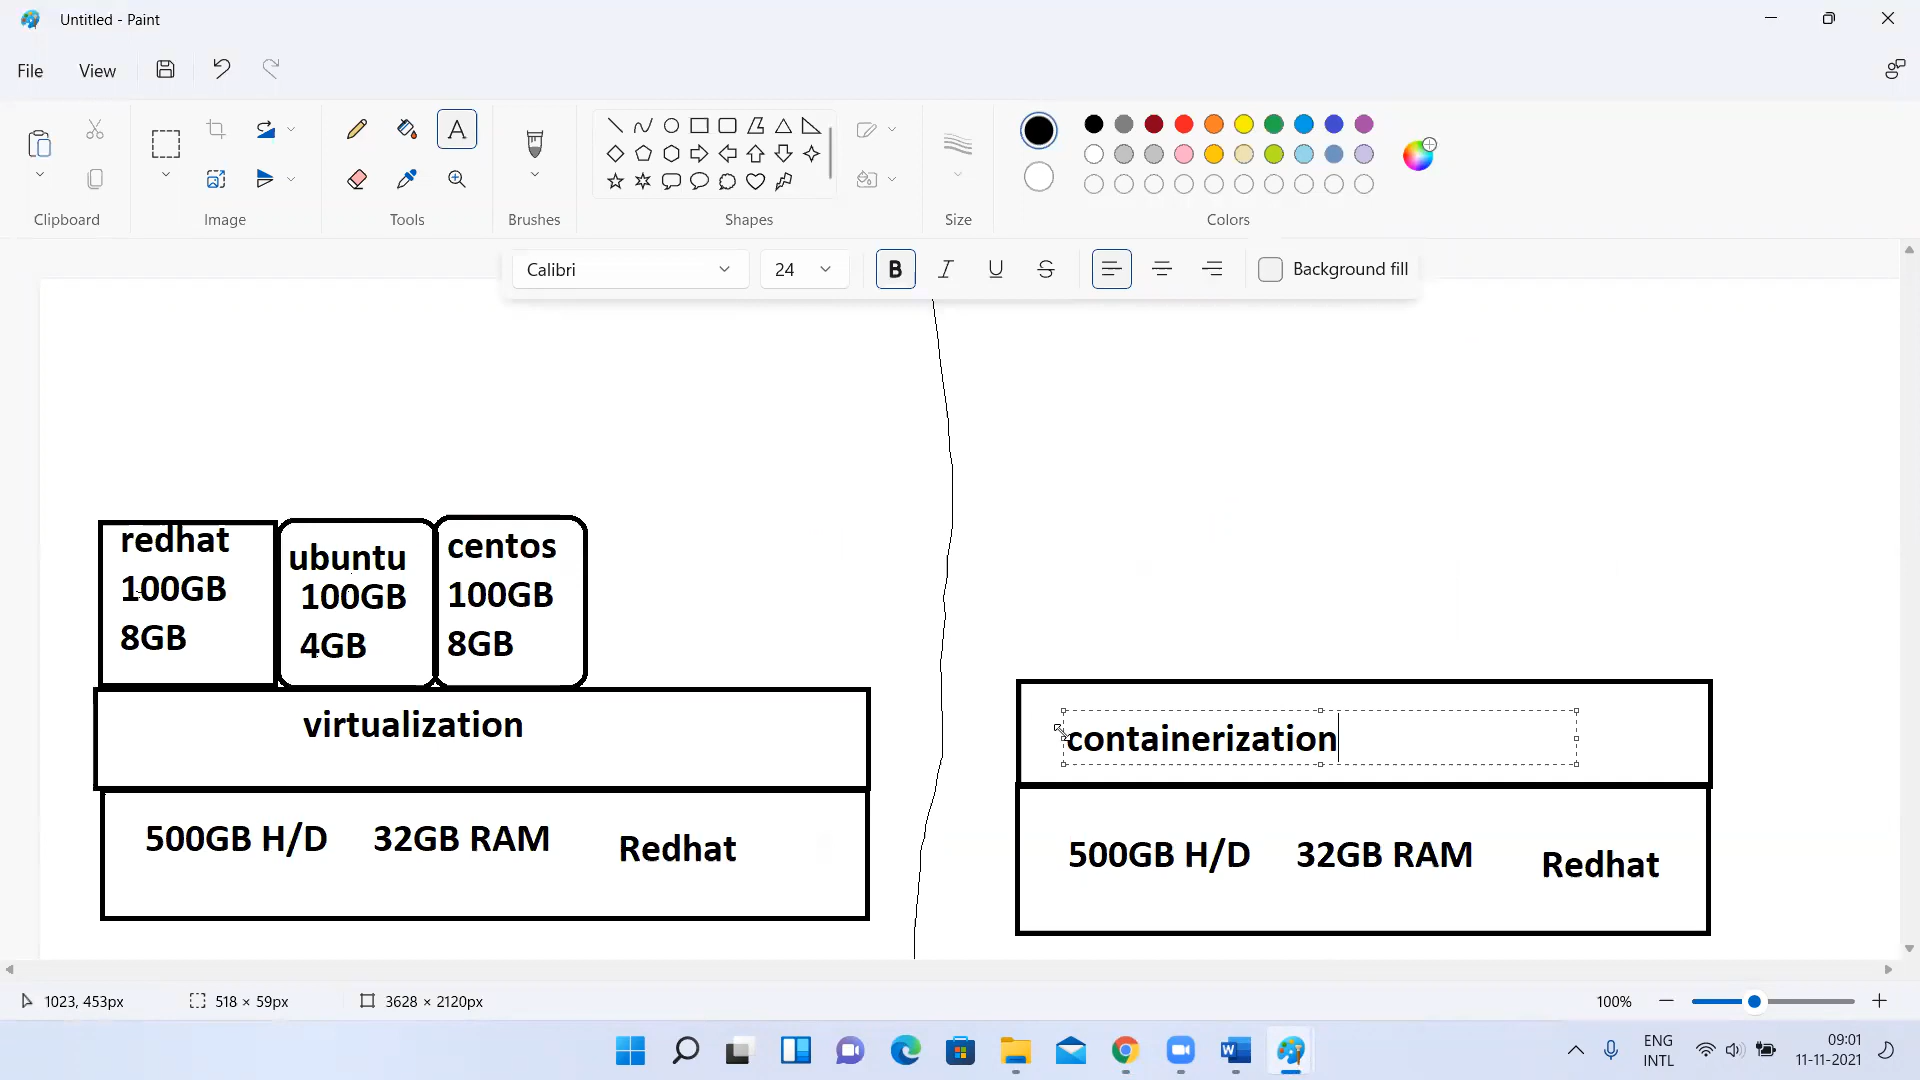 Untitled - Paint
File
View
Clipboard
Image
Tools
Brushes
Shapes
Size
Colors
Calibri
24
B
I
U
S
Background fill
redhat
100GB
8GB
ubuntu
100GB
4GB
centos
100GB
8GB
virtualization
500GB H/D
32GB RAM
Redhat
containerization
500GB H/D
32GB RAM
Redhat
1023, 453px
518 × 59px
3628 × 2120px
100%
ENG
INTL
09:01
11-11-2021